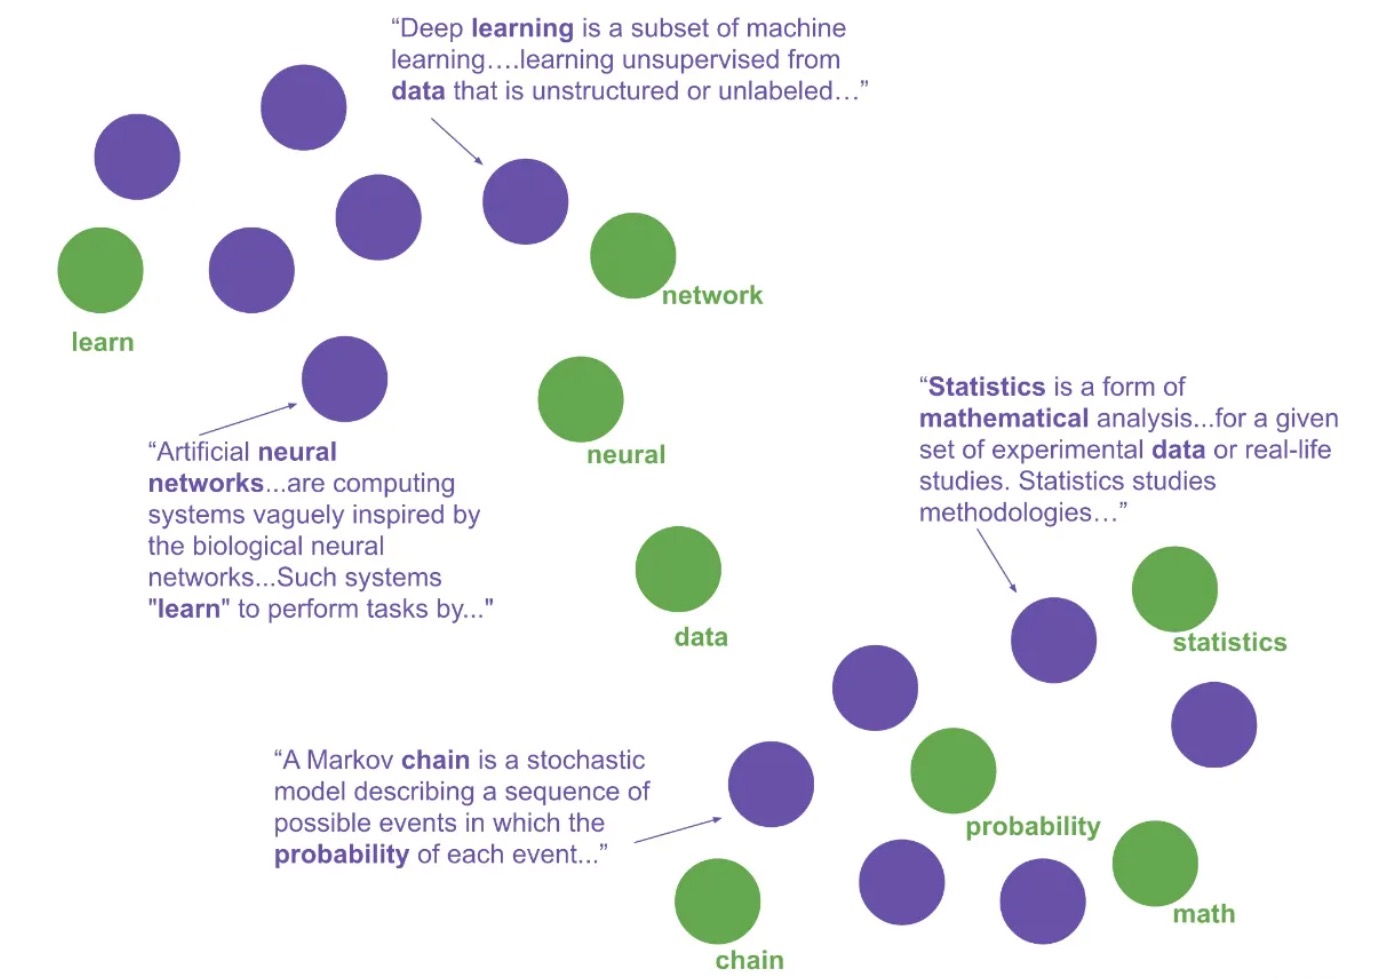 “Deep learning is a subset of machine
learning….learning unsupervised from
data that is unstructured or unlabeled…”
network
learn
neural
“Artificial neural
networks...are computing
systems vaguely inspired by
the biological neural
networks...Such systems
"learn" to perform tasks by..."
“Statistics is a form of
mathematical analysis...for a given
set of experimental data or real-life
studies. Statistics studies
methodologies…”
data
statistics
“A Markov chain is a stochastic
model describing a sequence of
possible events in which the
probability of each event...”
probability
math
chain